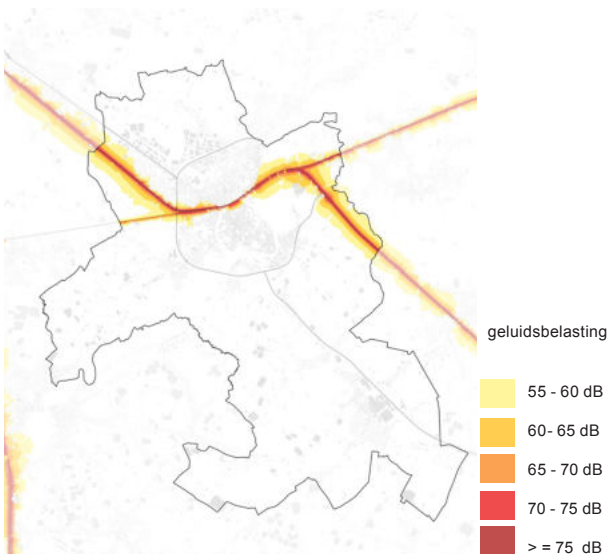 geluidsbelasting
55 - 60 dB
60- 65 dB
65 - 70 dB
70 - 75 dB
> = 75 dB